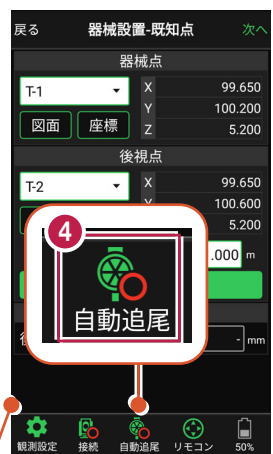 戻る 器械設置-既知点 次へ
器械点
T-1 X 99.650
Y 100.200
図面 座標 Z 5.200
後視点
T-2 X 99.650
Y 100.600
5.200
4
.000 m
自動追尾
- mm
観測設定 接続 自動追尾 リモコン 50%